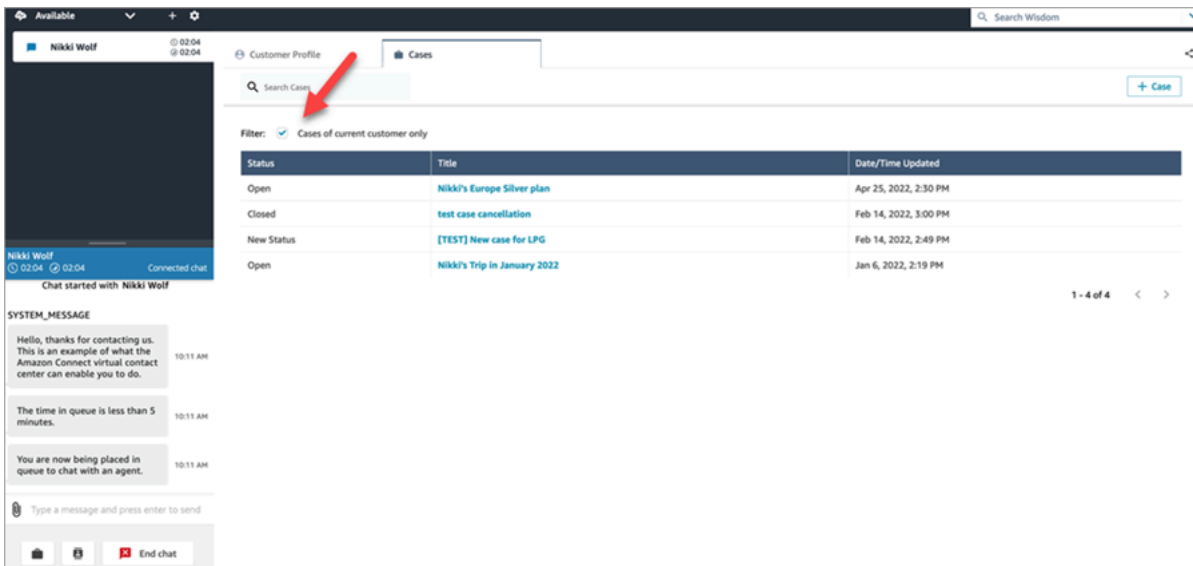 Available
Search Wisdom
Nikki Wolf
02:04
02:04
Customer Profile
Cases
Search Cases
+ Case
Filter: Cases of current customer only
Status Title Date/Time Updated
Open Nikki's Europe Silver plan Apr 25, 2022, 2:30 PM
Closed test case cancellation Feb 14, 2022, 3:00 PM
New Status [TEST] New case for LPG Feb 14, 2022, 2:49 PM
Open Nikki's Trip in January 2022 Jan 6, 2022, 2:19 PM
1 - 4 of 4
Nikki Wolf
02:04 02:04 Connected chat
Chat started with Nikki Wolf
SYSTEM_MESSAGE
Hello, thanks for contacting us.
This is an example of what the
Amazon Connect virtual contact
center can enable you to do.
10:11 AM
The time in queue is less than 5
minutes.
10:11 AM
You are now being placed in
queue to chat with an agent.
10:11 AM
Type a message and press enter to send
End chat